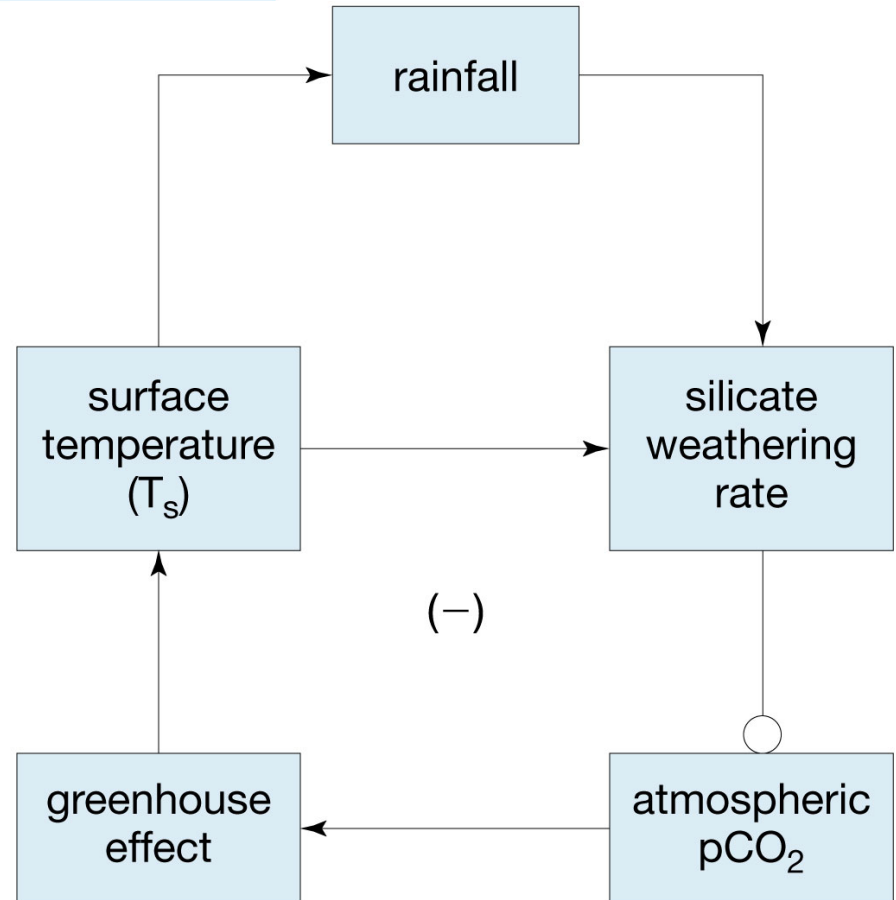 rainfall
surface
temperature
(Tₛ)
silicate
weathering
rate
(−)
greenhouse
effect
atmospheric
pCO₂